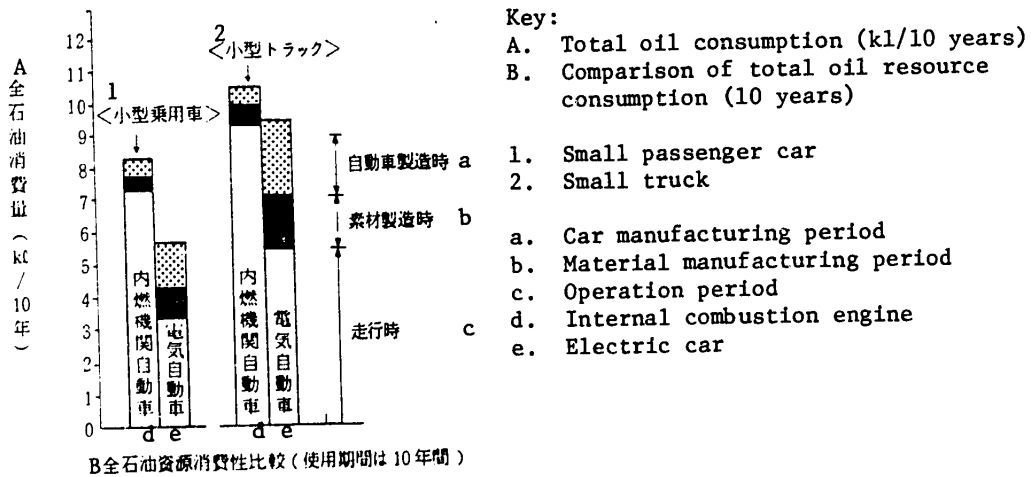 12
11
10
9
8
7
6
5
4
3
2
1
0
A
全石油消費量(kl/10年)
1
<小型乗用車>
2
<小型トラック>
内燃機関自動車
電気自動車
内燃機関自動車
電気自動車
d e
d e
自動車製造時 a
素材製造時 b
走行時 c
B全石油資源消費性比較(使用期間は10年間)
Key:
A. Total oil consumption (kl/10 years)
B. Comparison of total oil resource
consumption (10 years)
1. Small passenger car
2. Small truck
a. Car manufacturing period
b. Material manufacturing period
c. Operation period
d. Internal combustion engine
e. Electric car